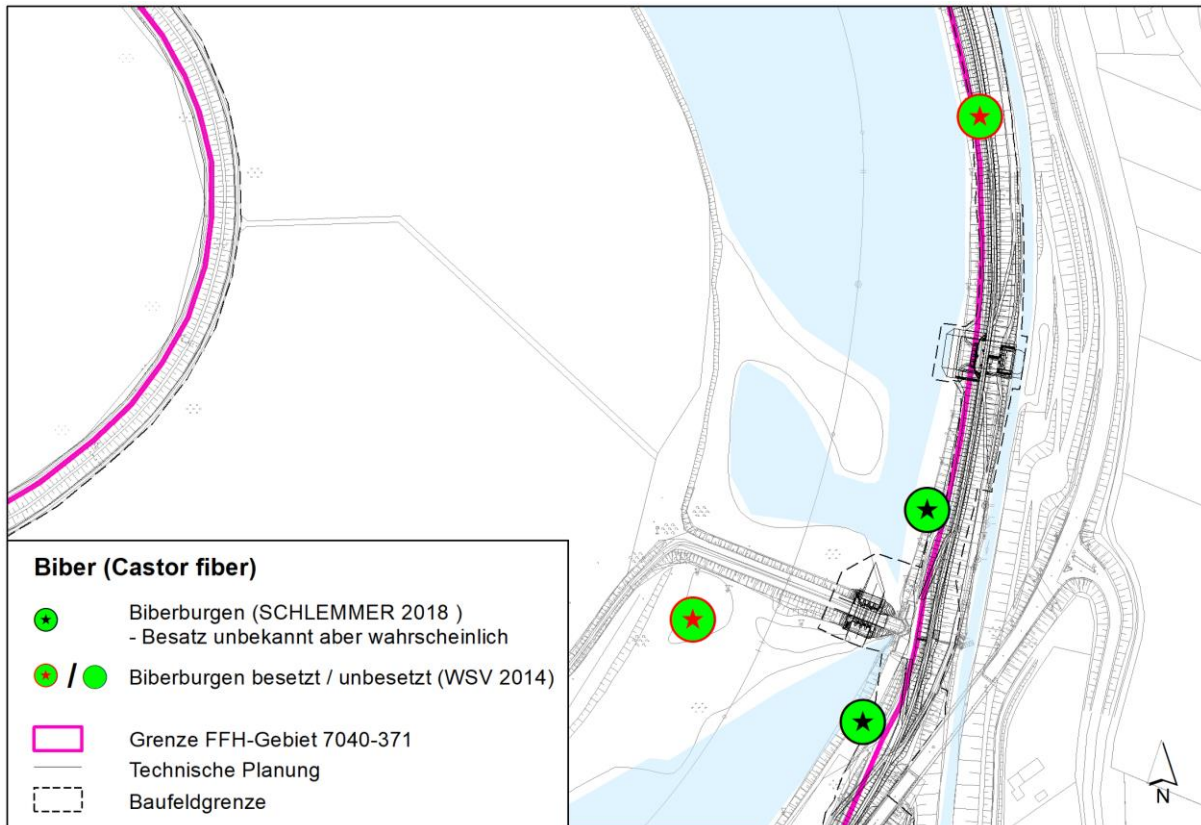 Biber (Castor fiber)
Biberburgen (SCHLEMMER 2018 )
- Besatz unbekannt aber wahrscheinlich
/
Biberburgen besetzt / unbesetzt (WSV 2014)
Grenze FFH-Gebiet 7040-371
Technische Planung
Baufeldgrenze
N